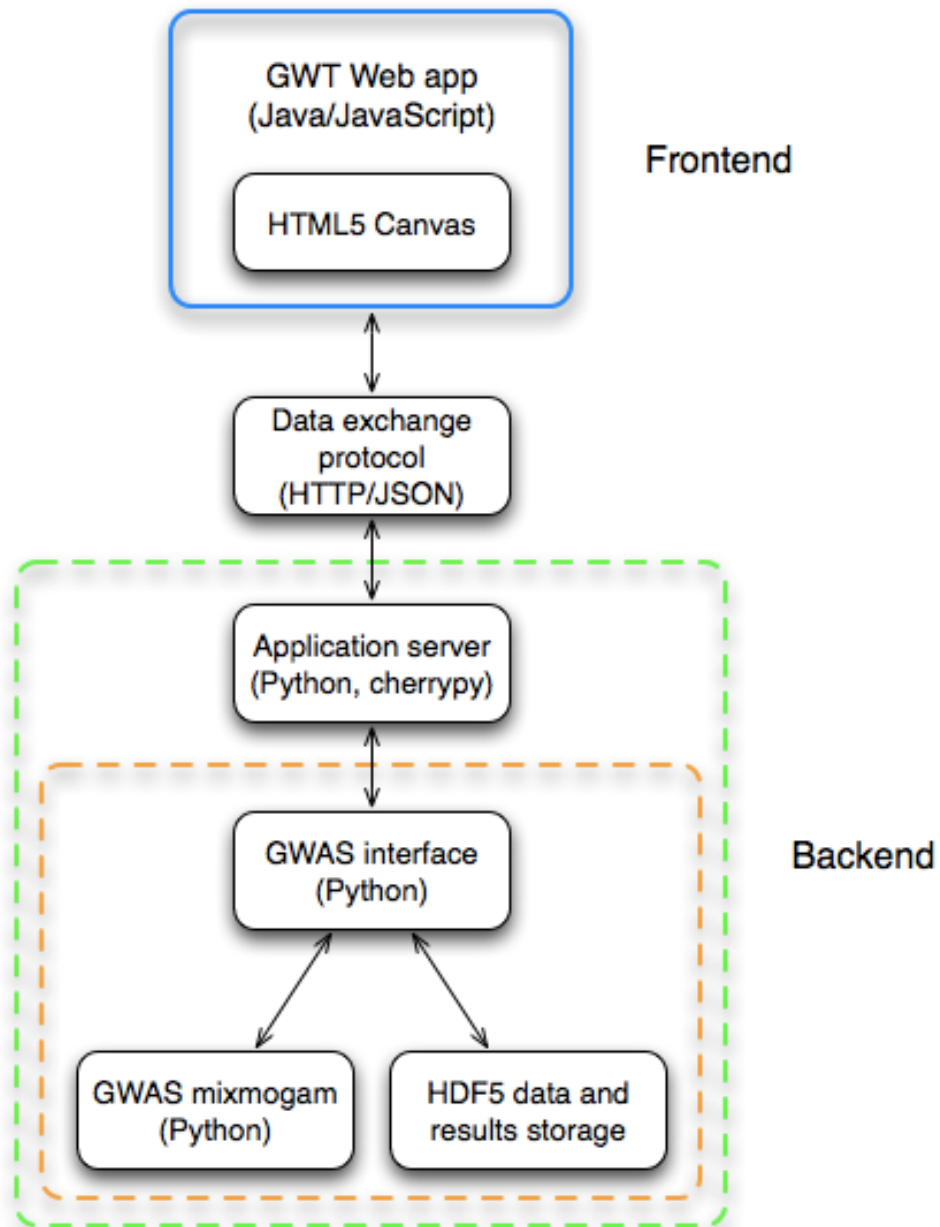 GWT Web app
(Java/JavaScript)
Frontend
HTML5 Canvas
Data exchange
protocol
(HTTP/JSON)
Application server
(Python, cherrypy)
GWAS interface
(Python)
Backend
GWAS mixmogam
(Python)
HDF5 data and
results storage